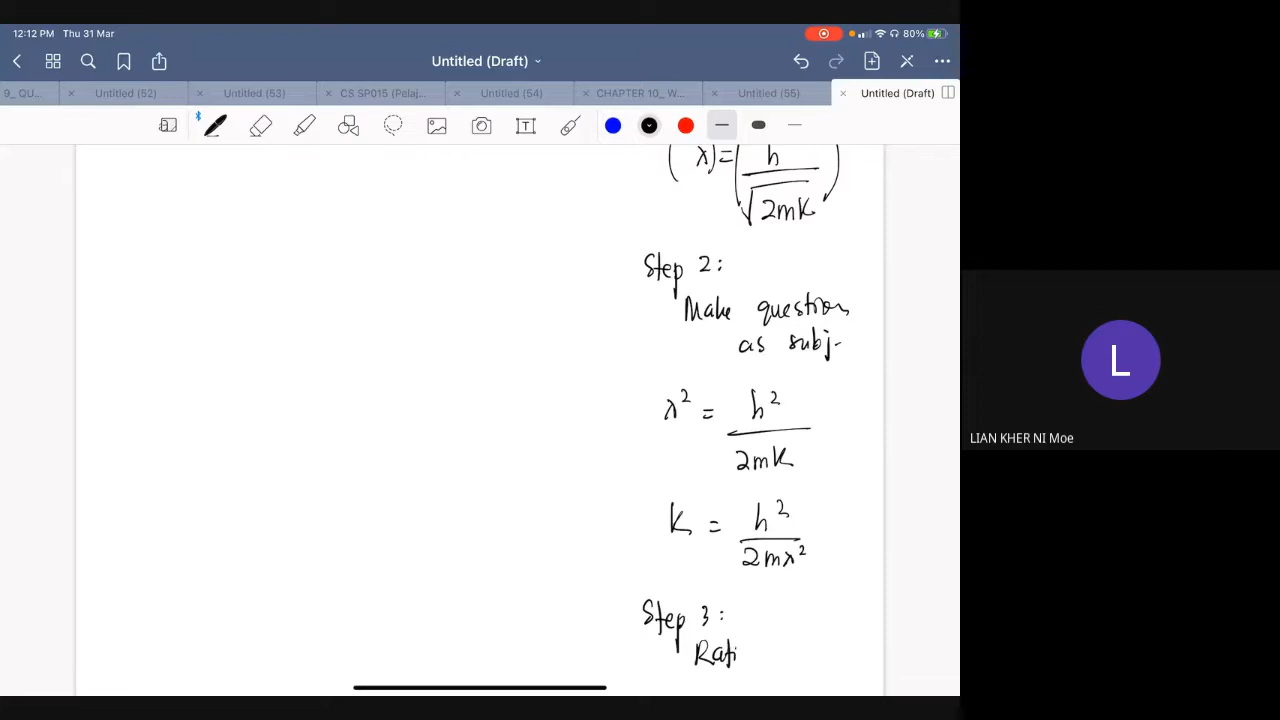 12:12 PM Thu 31 Mar
80%
Untitled (Draft)
9_ QU...
Untitled (52)
Untitled (53)
CS SP015 (Pelaj...
Untitled (54)
CHAPTER 10_ W...
Untitled (55)
Untitled (Draft)
T
(λ)=(h/√2mK)
Step 2:
Make question
as subj.
λ² = h²/2mK
K = h²/2mλ²
Step 3:
Rati
L
LIAN KHER NI Moe